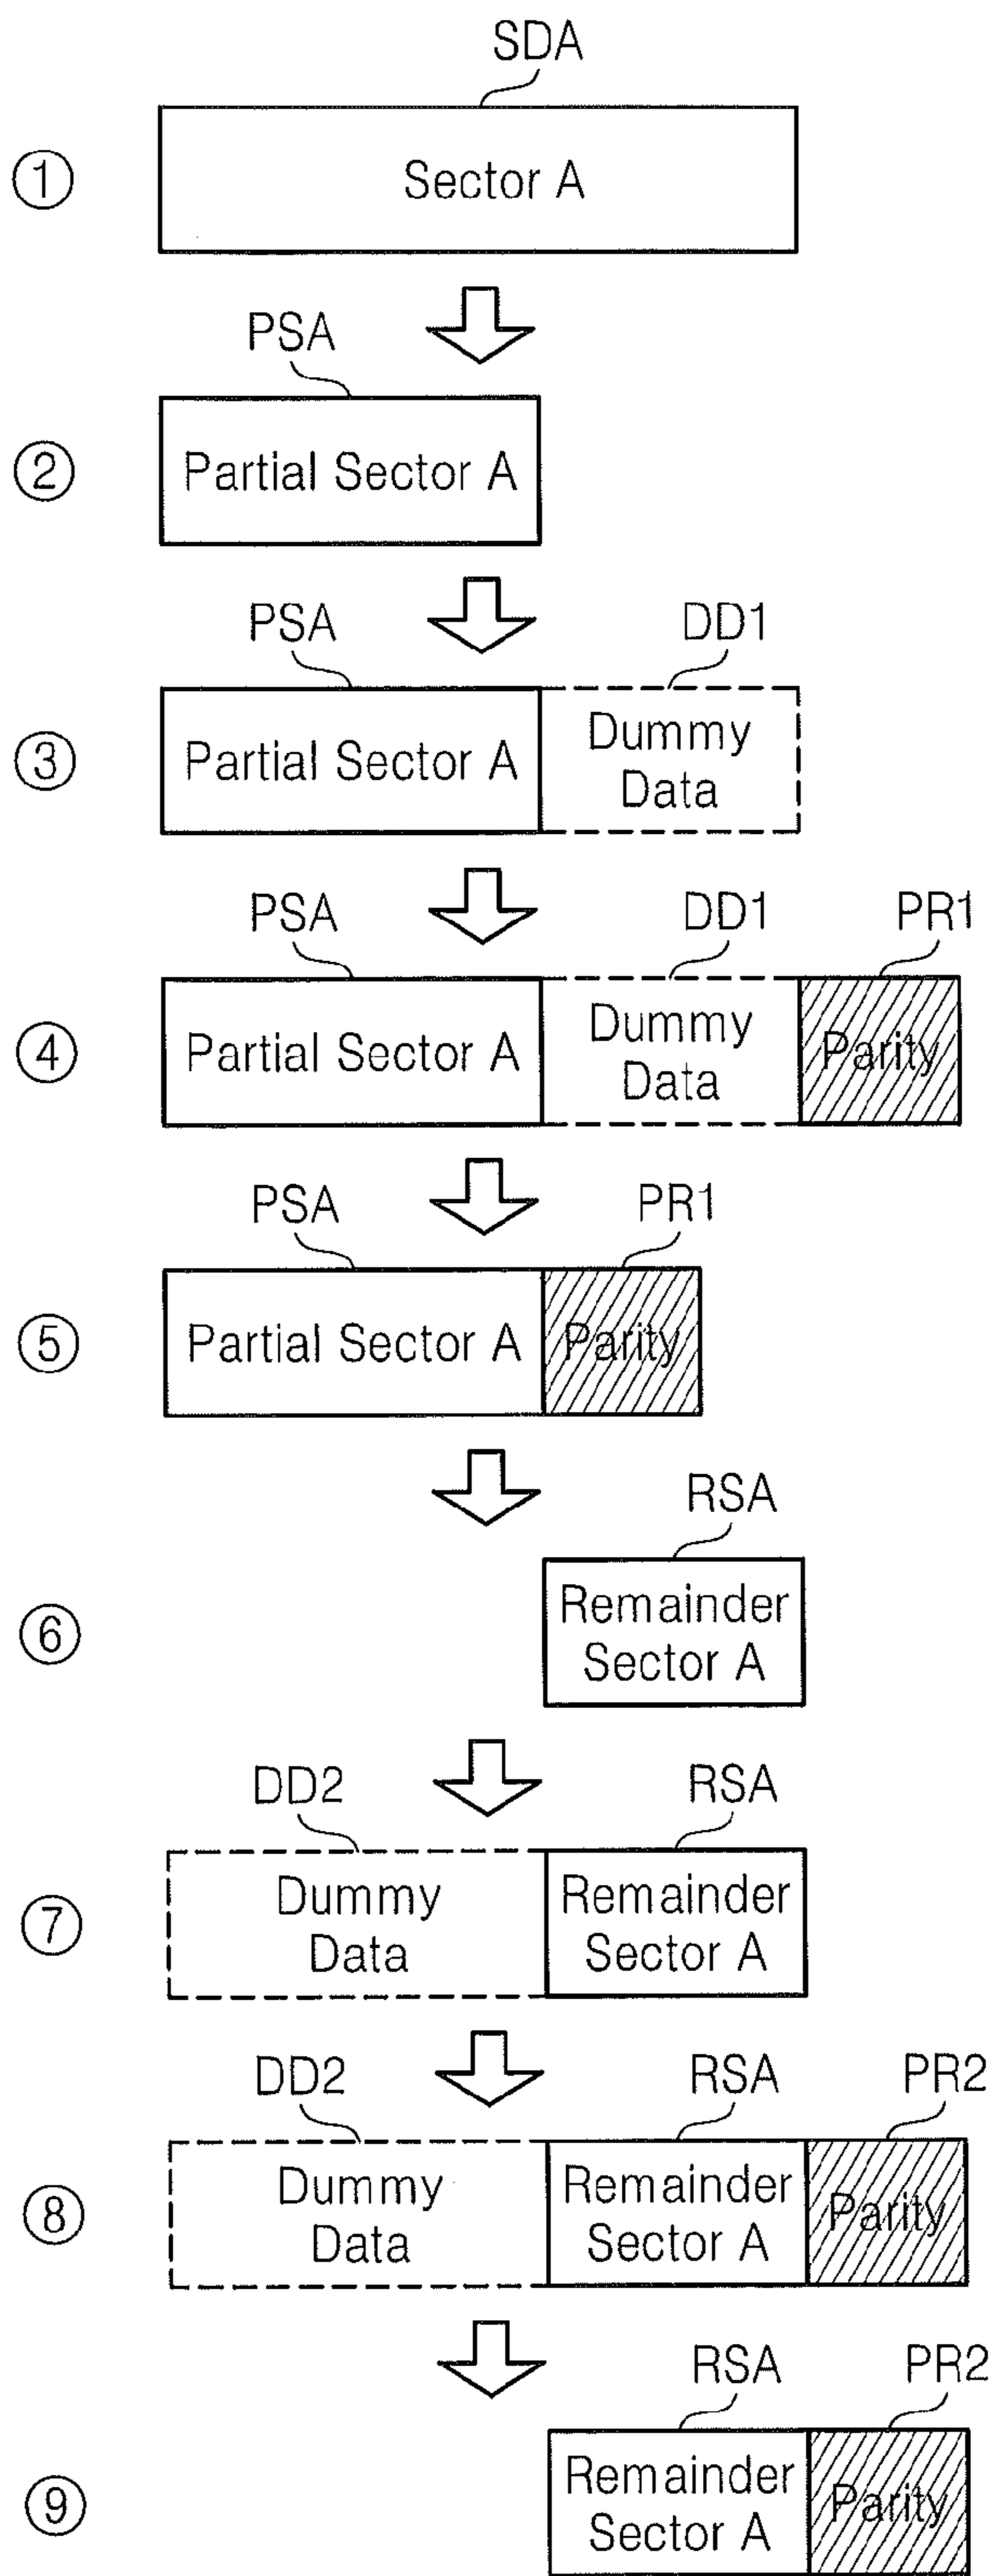 SDA
① Sector A
PSA
② Partial Sector A
PSA DD1
③ Partial Sector A Dummy
Data
PSA DD1 PR1
④ Partial Sector A Dummy
Data Parity
PSA PR1
⑤ Partial Sector A Parity
RSA
⑥ Remainder
Sector A
DD2 RSA
⑦ Dummy
Data Remainder
Sector A
DD2 RSA PR2
⑧ Dummy
Data Remainder
Sector A Parity
RSA PR2
⑨ Remainder
Sector A Parity